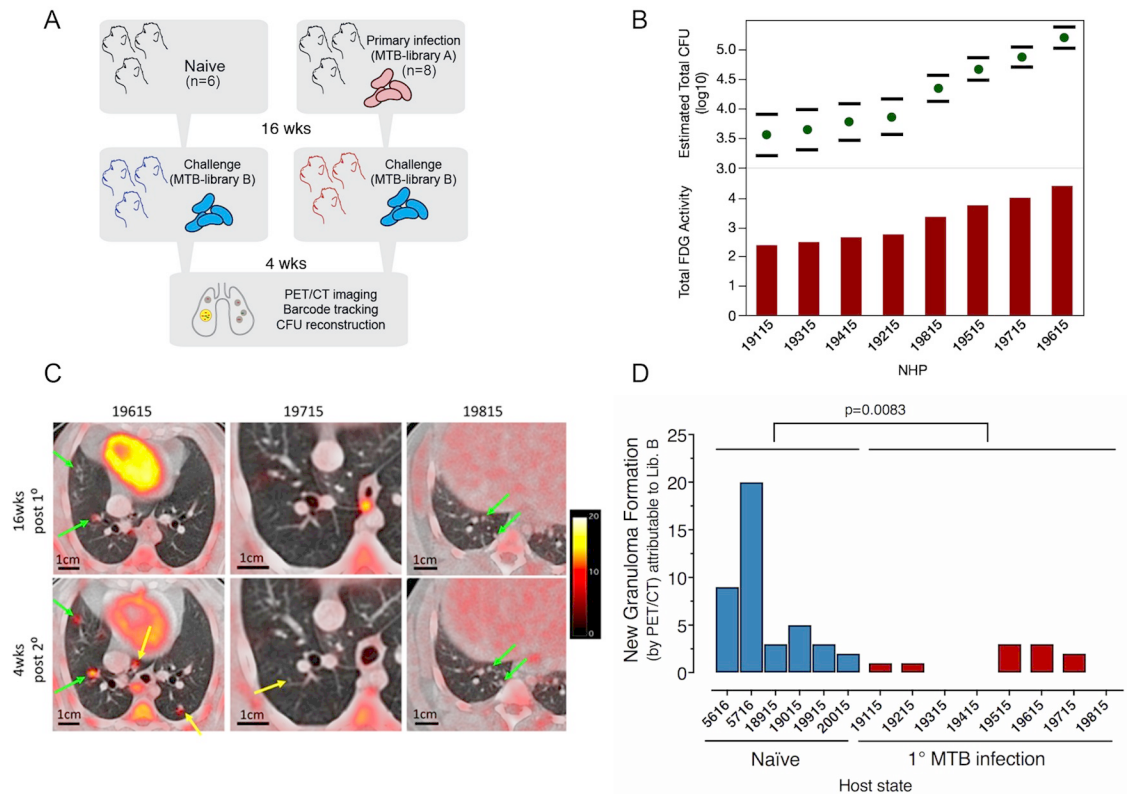 A
Naive
(n=6)
Primary infection
(MTB-library A)
(n=8)
16 wks
Challenge
(MTB-library B)
Challenge
(MTB-library B)
4 wks
PET/CT imaging
Barcode tracking
CFU reconstruction
B
Estimated Total CFU
(log10)
5.0
4.5
4.0
3.5
3.0
Total FDG Activity
4
3
2
1
0
19115
19315
19415
19215
19815
19515
19715
19615
NHP
C
19615
19715
19815
16wks
post 1°
1cm
1cm
1cm
20
10
0
4wks
post 2°
1cm
1cm
1cm
D
p=0.0083
New Granuloma Formation
(by PET/CT) attributable to Lib. B
25
20
15
10
5
0
5616
5716
18915
19015
19915
20015
19115
19215
19315
19415
19515
19615
19715
19815
Naïve
1° MTB infection
Host state